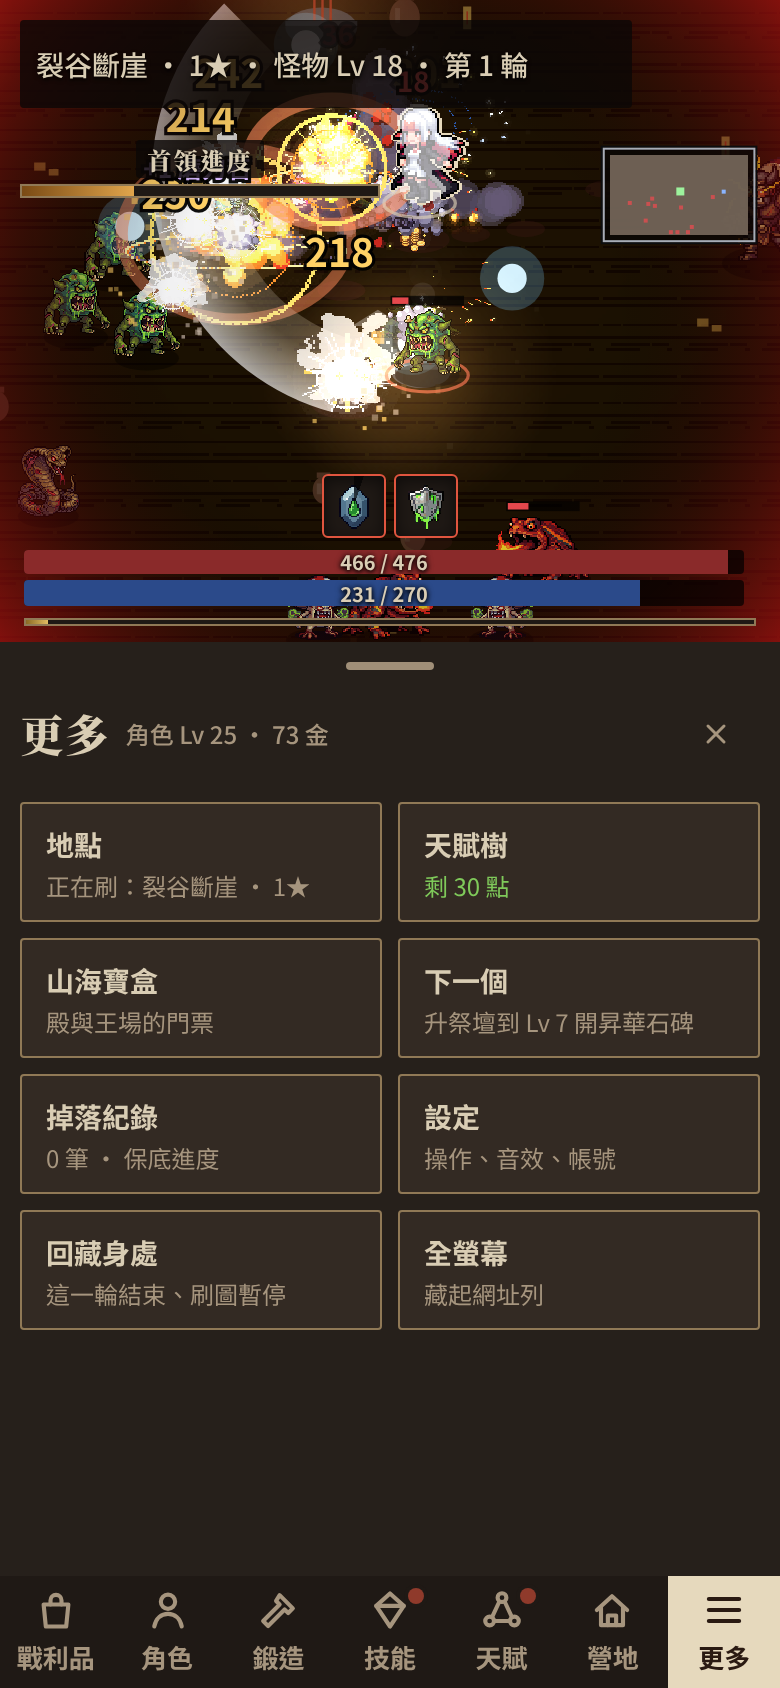 裂谷斷崖 · 1★ · 怪物 Lv 18 · 第 1 輪
242
18
214
首領進度
230
218
466 / 476
231 / 270
更多 角色 Lv 25 · 73 金
地點
正在刷：裂谷斷崖 · 1★
天賦樹
剩 30 點
山海寶盒
殿與王場的門票
下一個
升祭壇到 Lv 7 開昇華石碑
掉落紀錄
0 筆 · 保底進度
設定
操作、音效、帳號
回藏身處
這一輪結束、刷圖暫停
全螢幕
藏起網址列
戰利品
角色
鍛造
技能
天賦
營地
更多